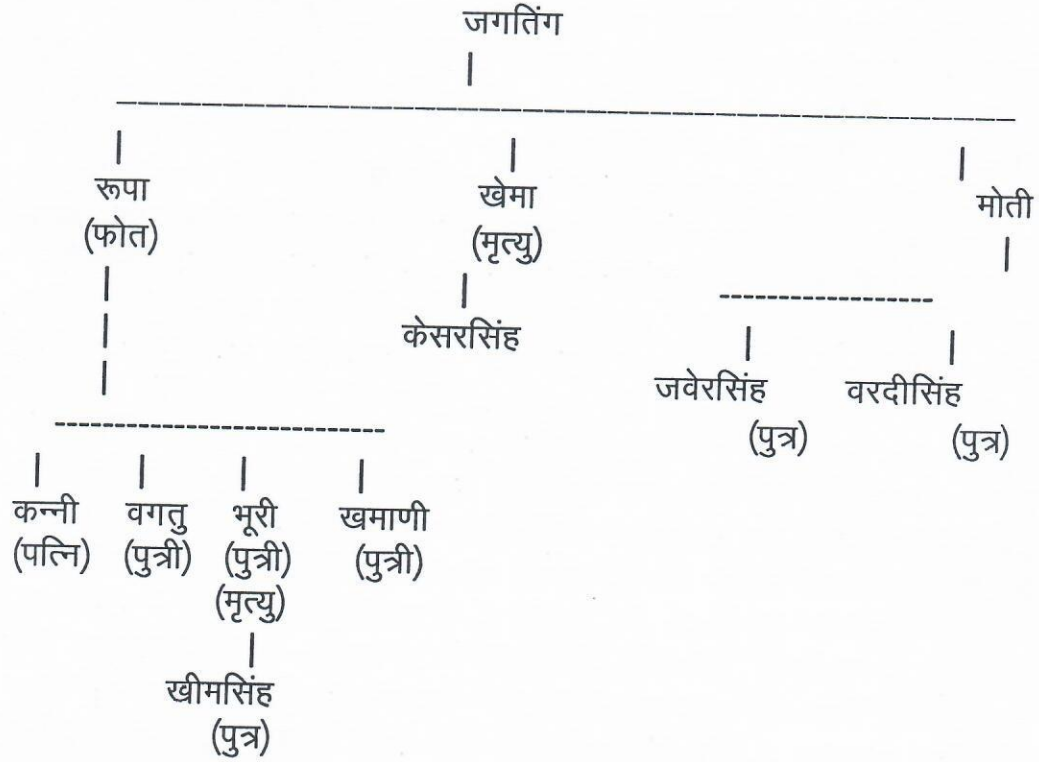 जगतिंग
रूपा खेमा मोती
(फोत) (मृत्यु)
केसरसिंह
जवेरसिंह वरदीसिंह
(पुत्र) (पुत्र)
कन्नी वगतु भूरी खमाणी
(पत्नि) (पुत्री) (पुत्री) (पुत्री)
(मृत्यु)
खीमसिंह
(पुत्र)